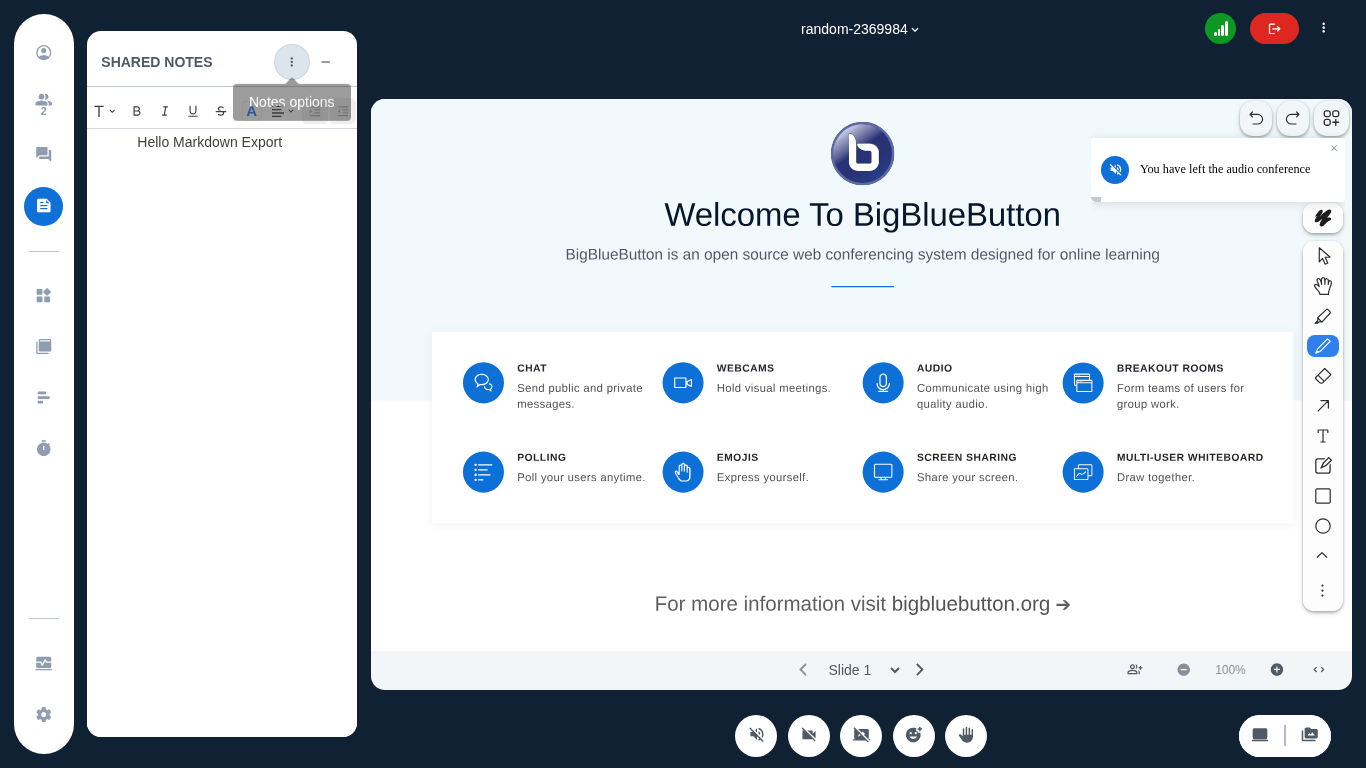 random-2369984
SHARED NOTES
Notes options
2
Hello Markdown Export
You have left the audio conference
Welcome To BigBlueButton
BigBlueButton is an open source web conferencing system designed for online learning
CHAT
Send public and private
messages.
WEBCAMS
Hold visual meetings.
AUDIO
Communicate using high
quality audio.
BREAKOUT ROOMS
Form teams of users for
group work.
POLLING
Poll your users anytime.
EMOJIS
Express yourself.
SCREEN SHARING
Share your screen.
MULTI-USER WHITEBOARD
Draw together.
For more information visit bigbluebutton.org ➔
Slide 1
100%